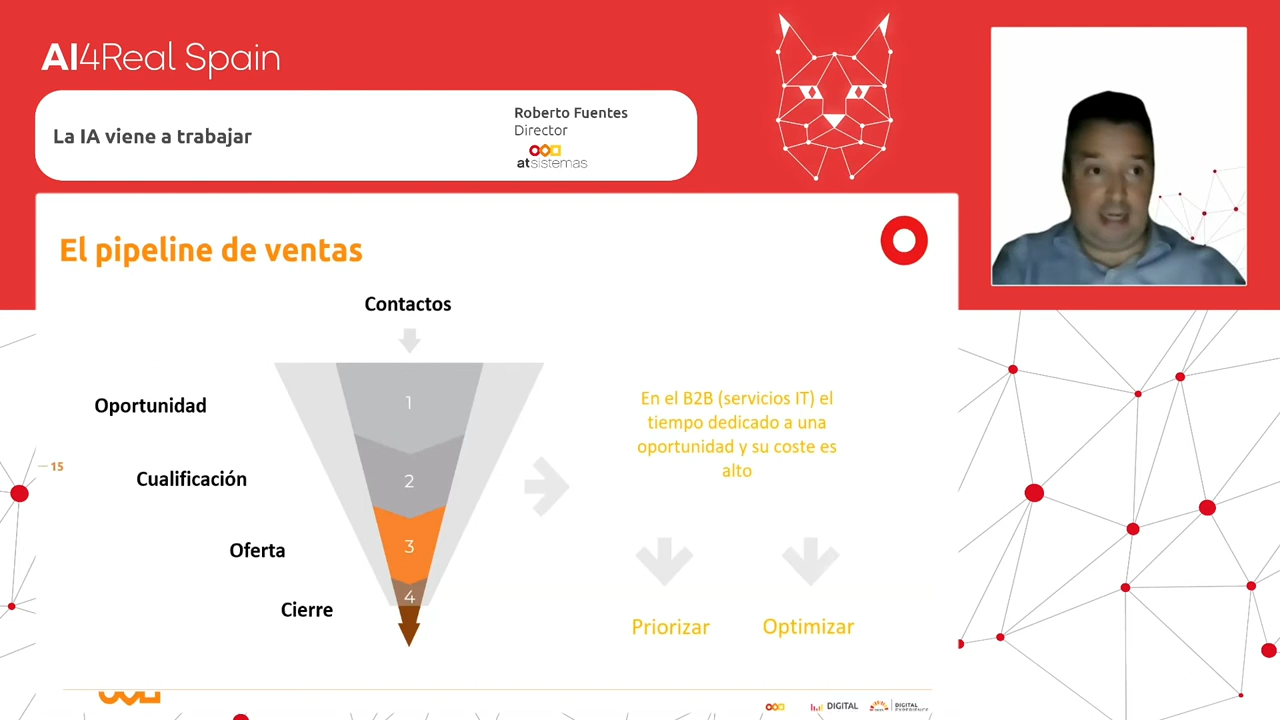 AI4Real Spain
La IA viene a trabajar
Roberto Fuentes
Director
atsistemas
El pipeline de ventas
Contactos
Oportunidad
1
Cualificación
2
Oferta
3
Cierre
4
En el B2B (servicios IT) el
tiempo dedicado a una
oportunidad y su coste es
alto
Priorizar
Optimizar
15
DIGITAL
DIGITAL
EXPERIENCE